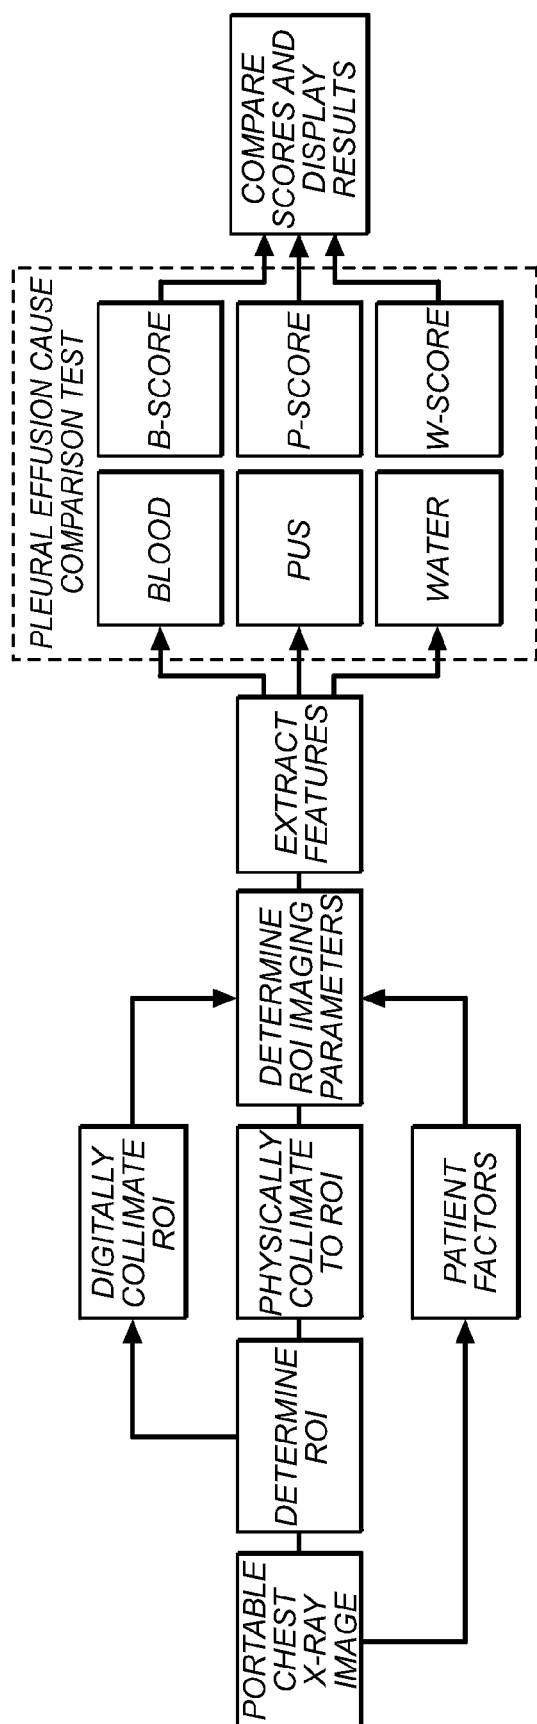 PORTABLE
CHEST
X-RAY
IMAGE
DETERMINE
ROI
DIGITALLY
COLLIMATE
ROI
PHYSICALLY
COLLIMATE
TO ROI
PATIENT
FACTORS
DETERMINE
ROI IMAGING
PARAMETERS
EXTRACT
FEATURES
PLEURAL EFFUSION CAUSE
COMPARISON TEST
BLOOD
B-SCORE
PUS
P-SCORE
WATER
W-SCORE
COMPARE
SCORES AND
DISPLAY
RESULTS